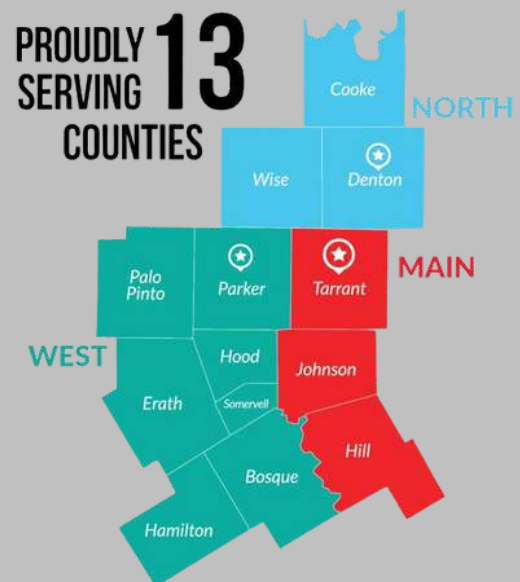 PROUDLY
SERVING
13
COUNTIES
Cooke
NORTH
Wise
Denton
MAIN
Palo
Pinto
Parker
Tarrant
WEST
Hood
Johnson
Erath
Somervell
Hill
Bosque
Hamilton